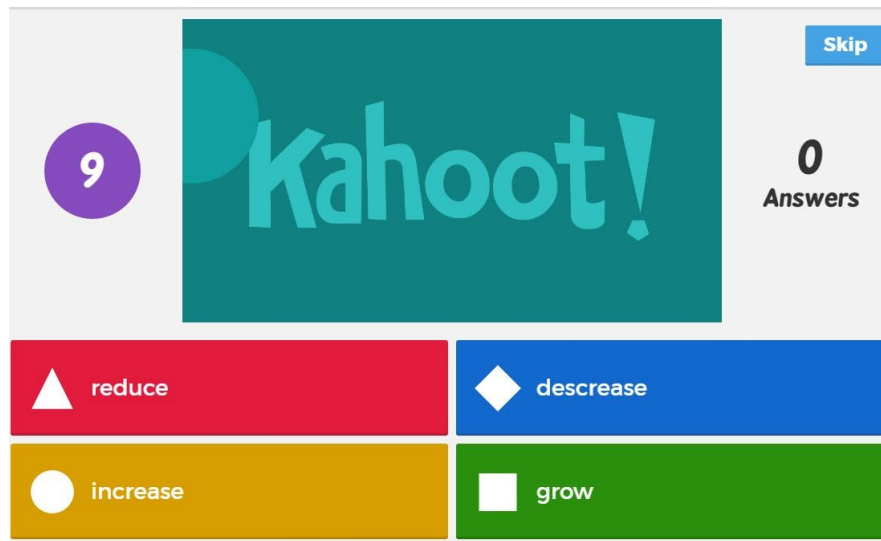 Skip
9
Kahoot!
0
Answers
reduce
descrease
increase
grow